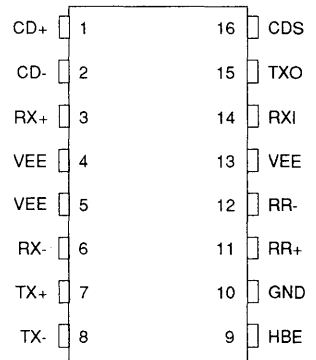 CD+ 1 16 CDS
CD- 2 15 TXO
RX+ 3 14 RXI
VEE 4 13 VEE
VEE 5 12 RR-
RX- 6 11 RR+
TX+ 7 10 GND
TX- 8 9 HBE